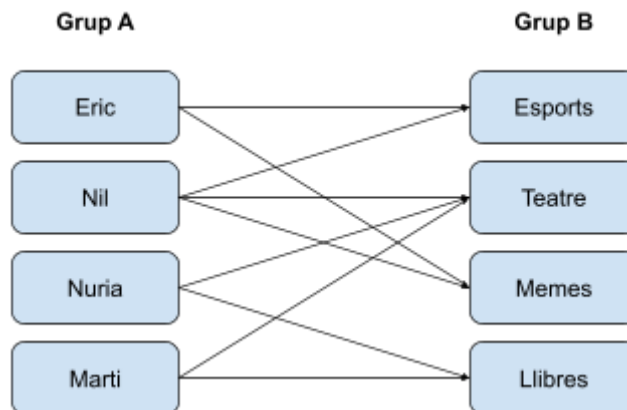 Grup A
Grup B
Eric
Esports
Nil
Teatre
Nuria
Memes
Marti
Llibres